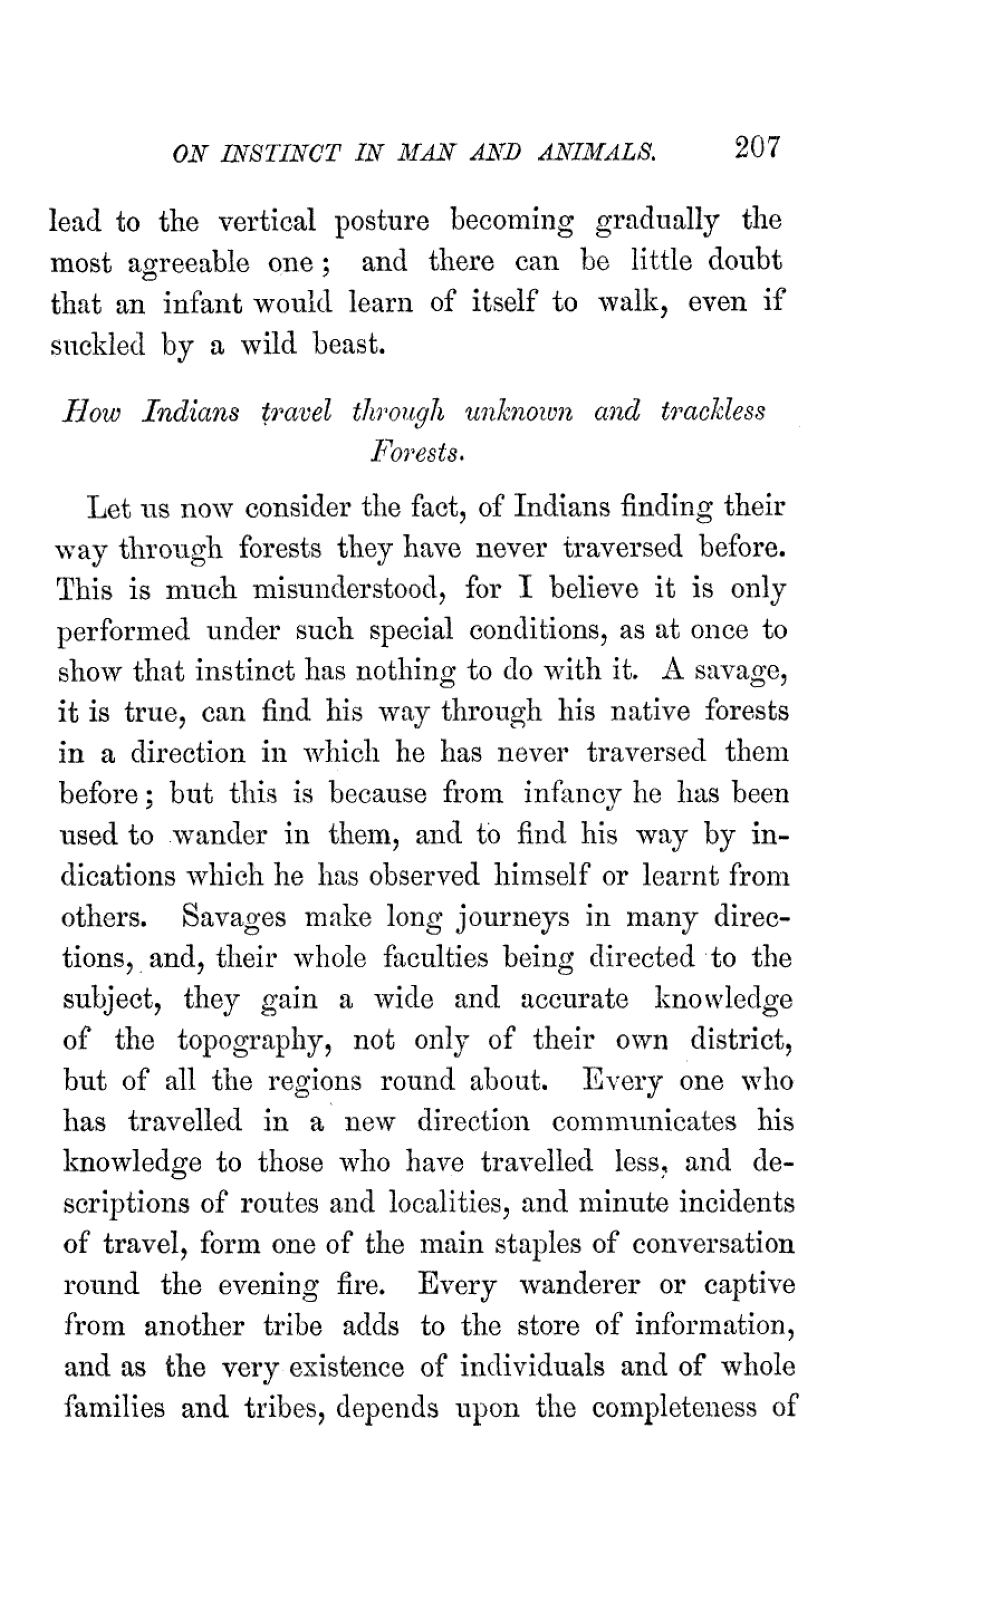 ON INSTINCT IN MAN AND ANIMALS. 207
lead to the vertical posture becoming gradually the
most agreeable one; and there can be little doubt
that an infant would learn of itself to walk, even if
suckled by a wild beast.
How Indians travel through unknown and trackless
Forests.
Let us now consider the fact, of Indians finding their
way through forests they have never traversed before.
This is much misunderstood, for I believe it is only
performed under such special conditions, as at once to
show that instinct has nothing to do with it. A savage,
it is true, can find his way through his native forests
in a direction in which he has never traversed them
before; but this is because from infancy he has been
used to wander in them, and to find his way by in-
dications which he has observed himself or learnt from
others. Savages make long journeys in many direc-
tions, and, their whole faculties being directed to the
subject, they gain a wide and accurate knowledge
of the topography, not only of their own district,
but of all the regions round about. Every one who
has travelled in a new direction communicates his
knowledge to those who have travelled less, and de-
scriptions of routes and localities, and minute incidents
of travel, form one of the main staples of conversation
round the evening fire. Every wanderer or captive
from another tribe adds to the store of information,
and as the very existence of individuals and of whole
families and tribes, depends upon the completeness of